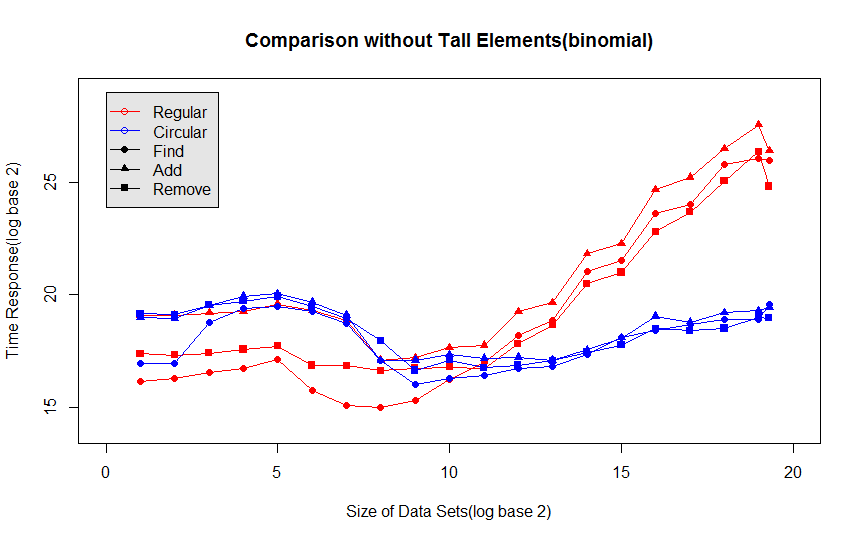 Comparison without Tall Elements(binomial)
Regular
Circular
Find
Add
Remove
Time Response(log base 2)
25
20
15
0 5 10 15 20
Size of Data Sets(log base 2)